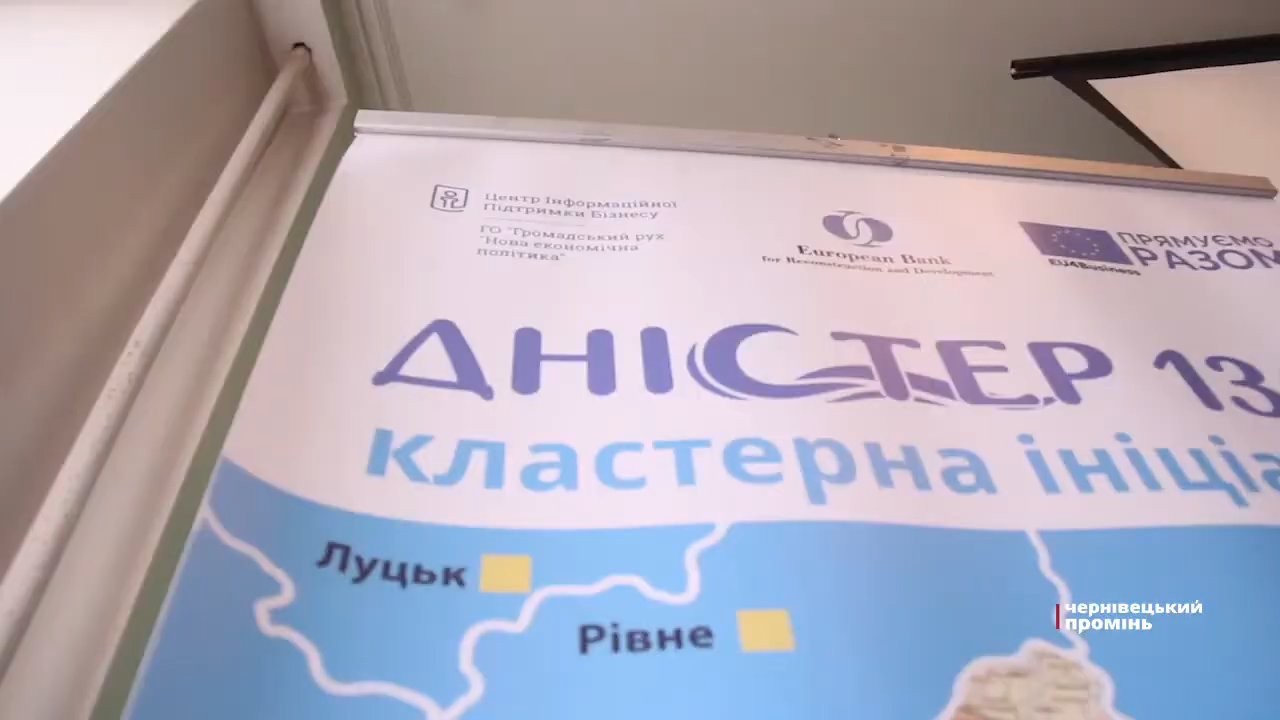 Центр Інформаційної
Підтримки Бізнесу
ГО "Громадський рух
"Нова економічна
політика"
European Bank
for Reconstruction and Development
EU4Business
ПРЯМУЄМО
РАЗОМ
ДНІСТЕР 13
кластерна ініціа
Луцьк
Рівне
чернівецький
промінь